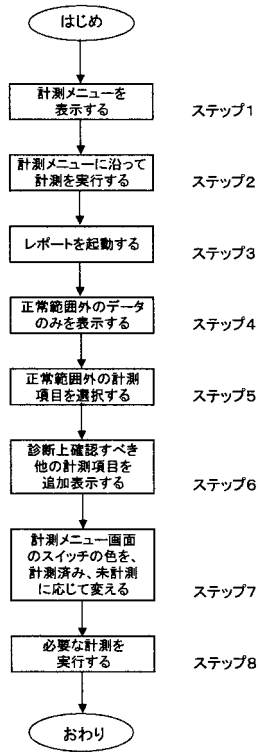 はじめ
計測メニューを
表示する
ステップ1
計測メニューに沿って
計測を実行する
ステップ2
レポートを起動する
ステップ3
正常範囲外のデータ
のみを表示する
ステップ4
正常範囲外の計測
項目を選択する
ステップ5
診断上確認すべき
他の計測項目を
追加表示する
ステップ6
計測メニュー画面
のスイッチの色を、
計測済み、未計測
に応じて変える
ステップ7
必要な計測を
実行する
ステップ8
おわり